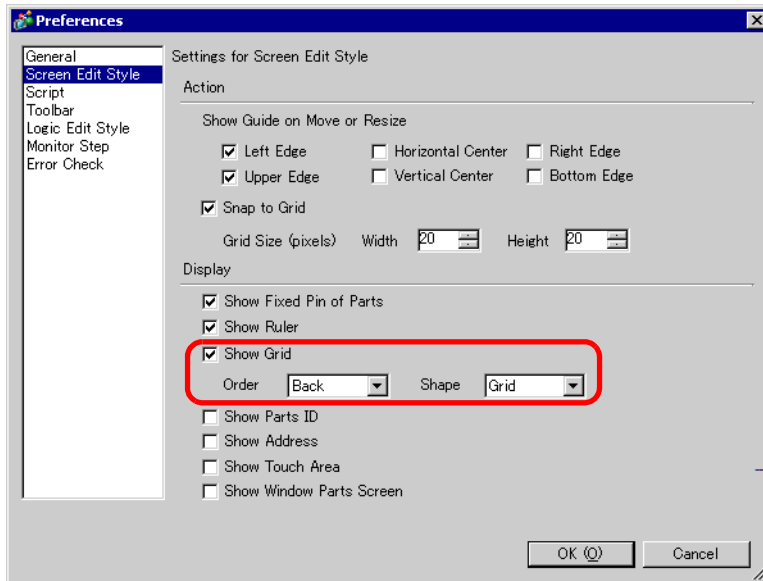 Preferences
General
Screen Edit Style
Script
Toolbar
Logic Edit Style
Monitor Step
Error Check
Settings for Screen Edit Style
Action
Show Guide on Move or Resize
Left Edge Horizontal Center Right Edge
Upper Edge Vertical Center Bottom Edge
Snap to Grid
Grid Size (pixels) Width 20 Height 20
Display
Show Fixed Pin of Parts
Show Ruler
Show Grid
Order Back Shape Grid
Show Parts ID
Show Address
Show Touch Area
Show Window Parts Screen
OK (O) Cancel